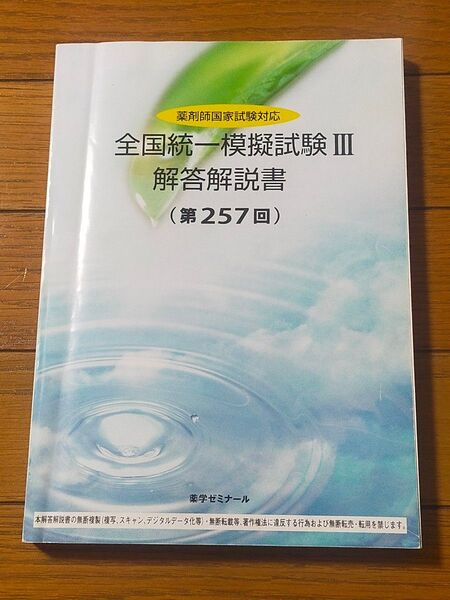 薬剤師国家試験対応
全国統一模擬試験Ⅲ
解答解説書
(第257回)
薬学ゼミナール
本解答解説書の無断複製(複写、スキャン、デジタルデータ化等)・無断転載等、著作権法に違反する行為および無断転売・転用を禁じます。